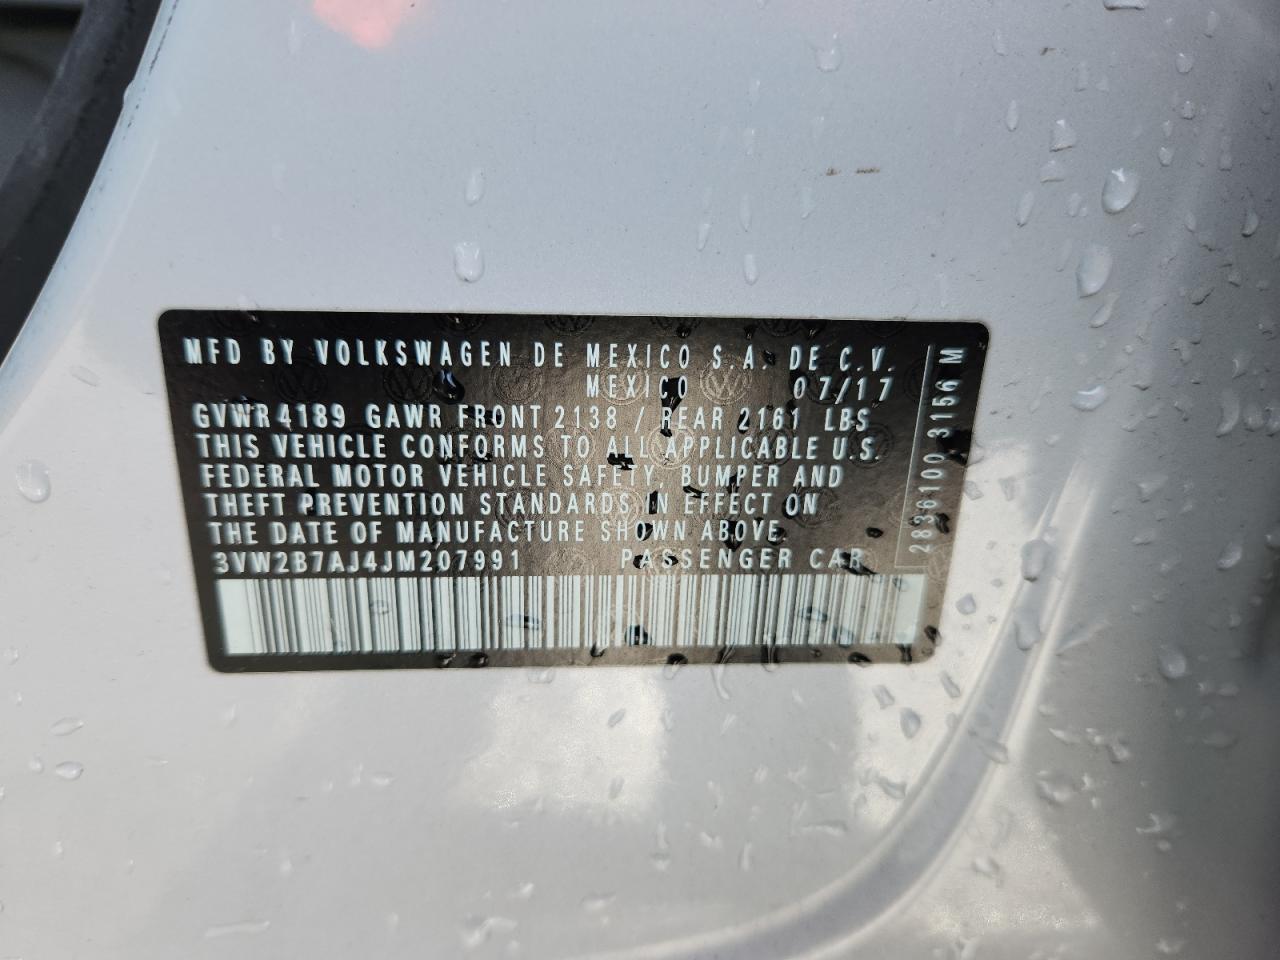 MFD BY VOLKSWAGEN DE MEXICO S.A. DE C.V.
MEXICO 07/17
GVWR 4189 GAWR FRONT 2138 / REAR 2161 LBS
THIS VEHICLE CONFORMS TO ALL APPLICABLE U.S.
FEDERAL MOTOR VEHICLE SAFETY, BUMPER AND
THEFT PREVENTION STANDARDS IN EFFECT ON
THE DATE OF MANUFACTURE SHOWN ABOVE.
3VW2B7AJ4JM207991 PASSENGER CAR
2836100 3156 M